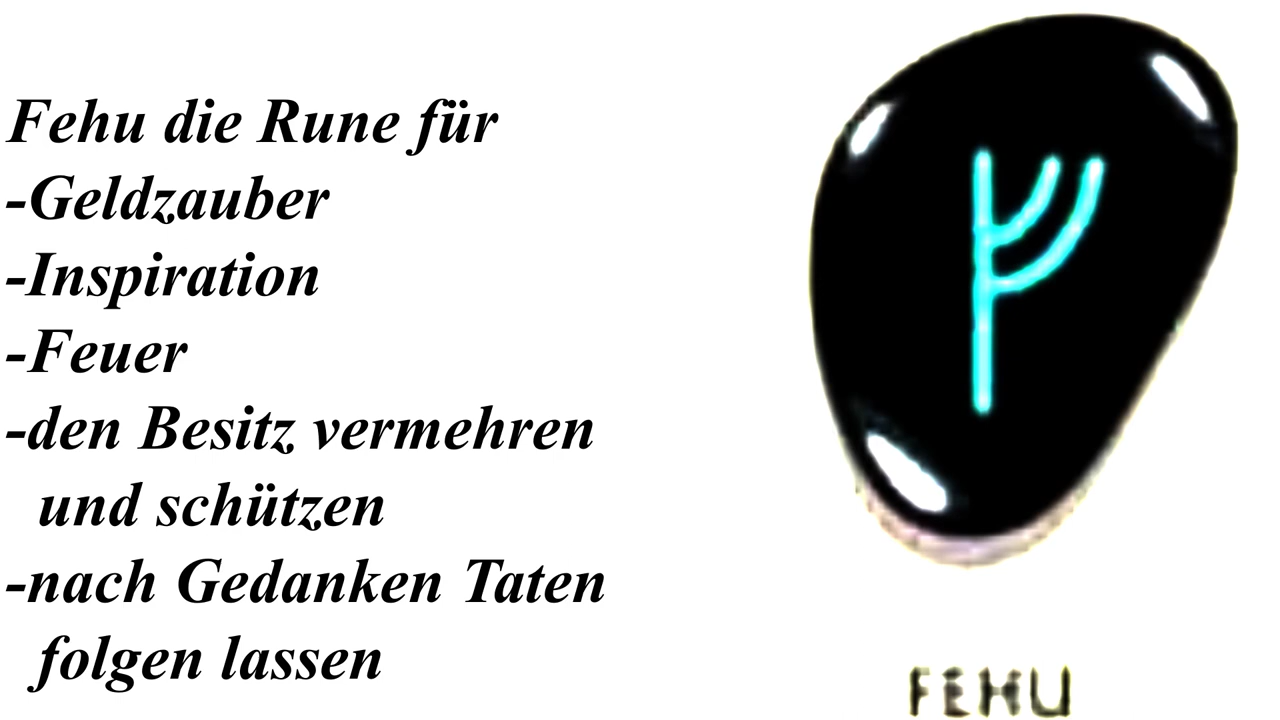 Fehu die Rune für
-Geldzauber
-Inspiration
-Feuer
-den Besitz vermehren
und schützen
-nach Gedanken Taten
folgen lassen
FEHU